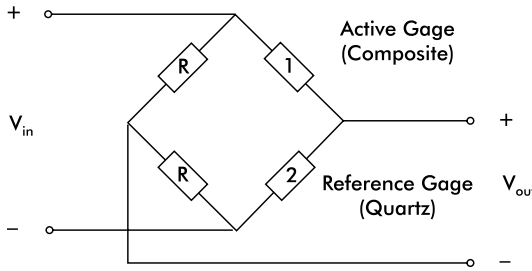 +
Active Gage
(Composite)
R
1
V_in
+
R
2
Reference Gage
(Quartz)
V_out
−
−